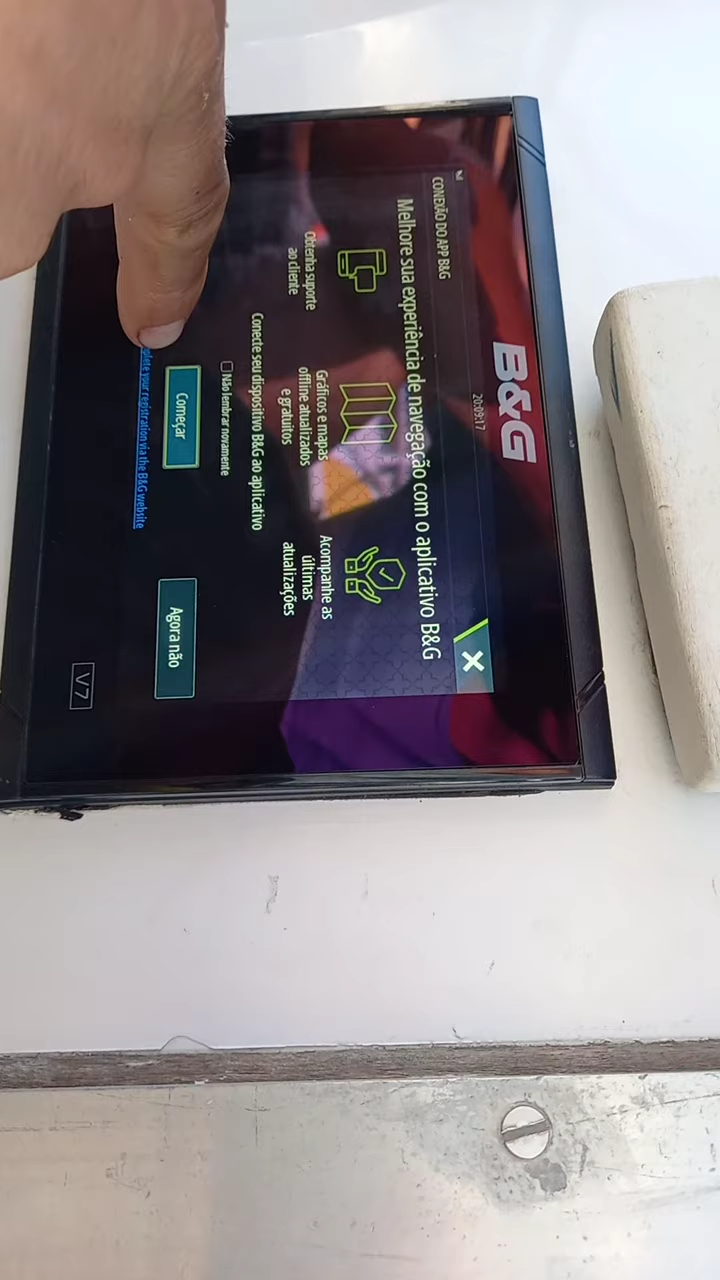 B&G
20:09:17
CONEXÃO DO APP B&G
Melhore sua experiência de navegação com o aplicativo B&G
Obtenha suporte
ao cliente
Gráficos e mapas
offline atualizados
e gratuitos
Acompanhe as
últimas
atualizações
Conecte seu dispositivo B&G ao aplicativo
Não lembrar novamente
Começar
Agora não
your registration via the B&G website
V7